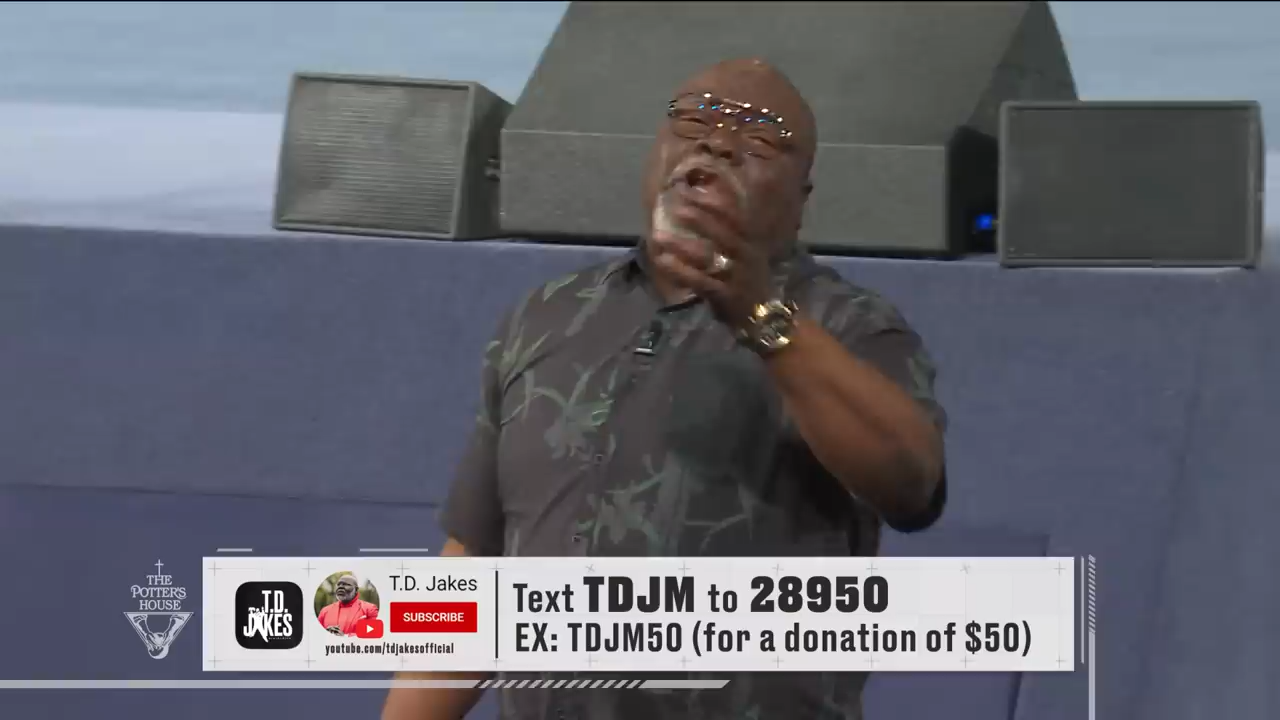 THE
POTTER'S
HOUSE
T.D.
JAKES
T.D. Jakes
SUBSCRIBE
youtube.com/tdjakesofficial
Text TDJM to 28950
EX: TDJM50 (for a donation of $50)